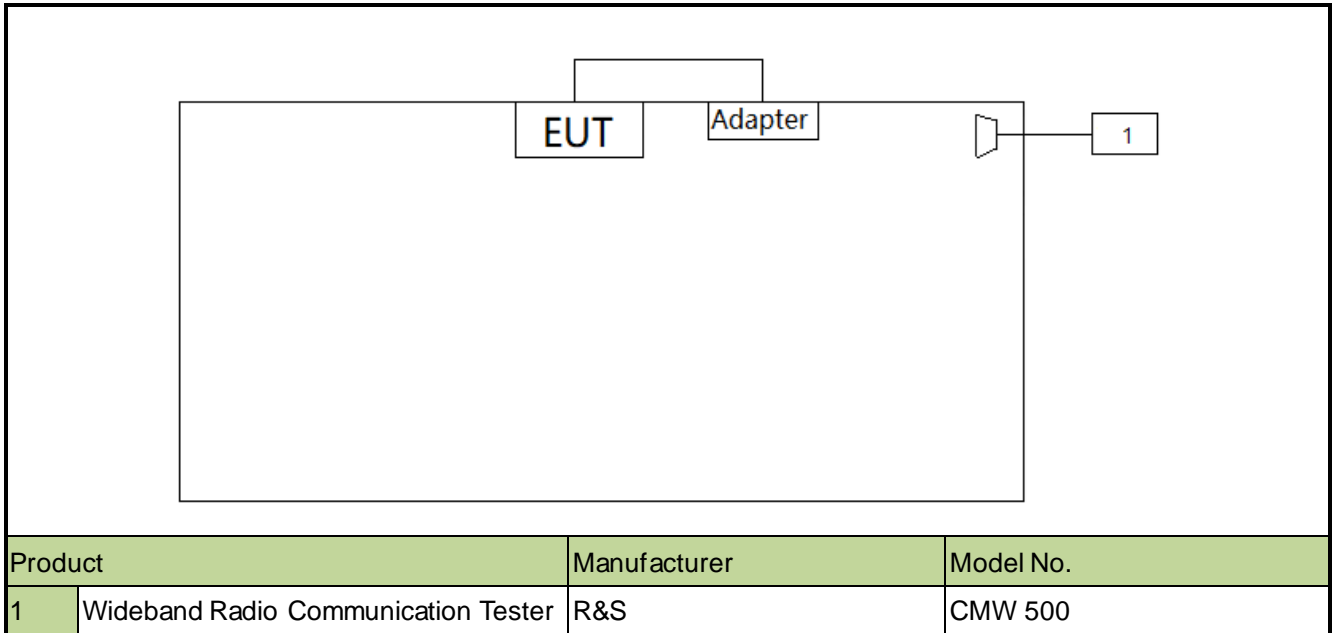 EUT
Adapter
1
Product Manufacturer Model No.
1 Wideband Radio Communication Tester R&S CMW 500